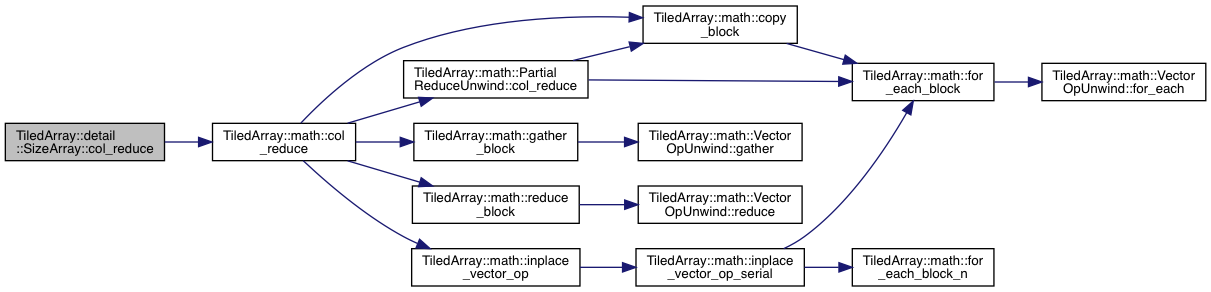 TiledArray::detail
::SizeArray::col_reduce
TiledArray::math::col
_reduce
TiledArray::math::copy
_block
TiledArray::math::Partial
ReduceUnwind::col_reduce
TiledArray::math::for
_each_block
TiledArray::math::Vector
OpUnwind::for_each
TiledArray::math::gather
_block
TiledArray::math::Vector
OpUnwind::gather
TiledArray::math::reduce
_block
TiledArray::math::Vector
OpUnwind::reduce
TiledArray::math::inplace
_vector_op
TiledArray::math::inplace
_vector_op_serial
TiledArray::math::for
_each_block_n